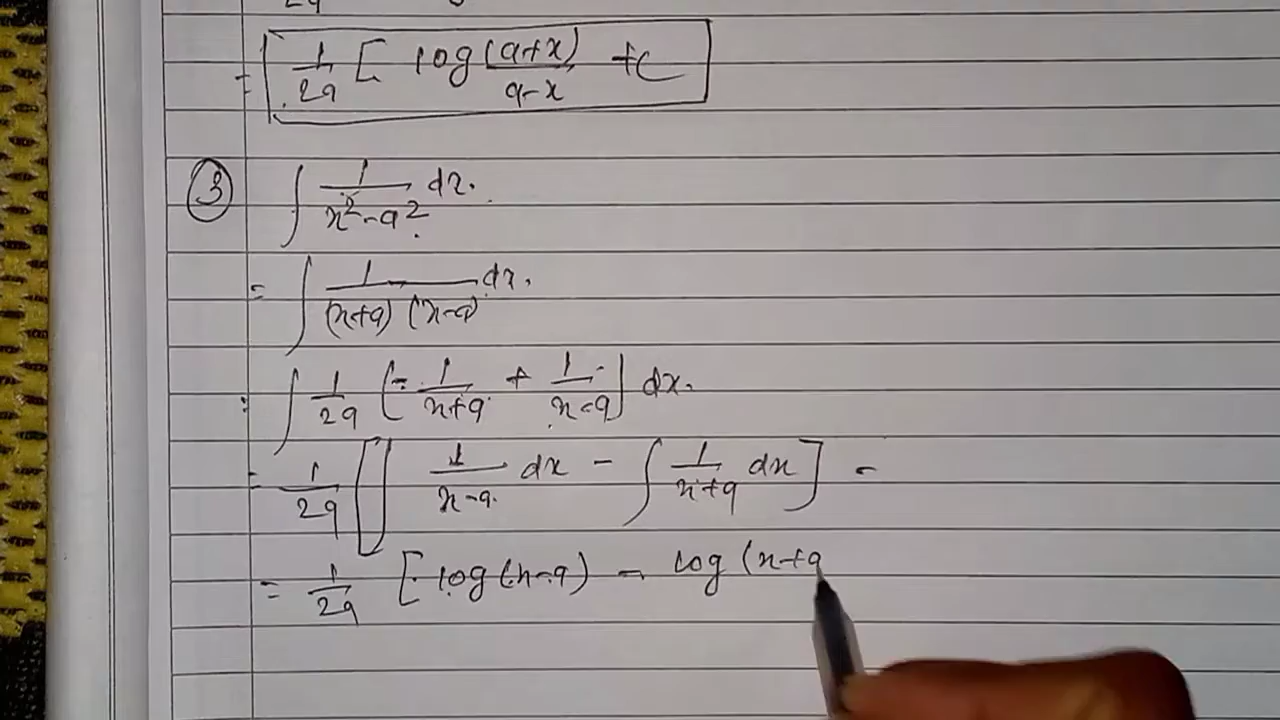 = 1/2a [ log (a+x)/a-x +c
③ ∫ 1/x²-a² dx.
= ∫ 1/(x+a) (x-a) dx.
= ∫ 1/2a [- 1/x+a + 1/x-a] dx.
= 1/2a [∫ 1/x-a dx - ∫ 1/x+a dx] -
= 1/2a [ log (x-a) - log (x+a